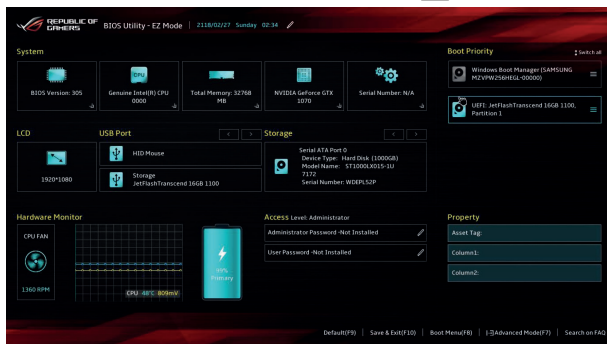 REPUBLIC OF
GAMERS
BIOS Utility - EZ Mode
2118/02/27 Sunday 02:34
System
BIOS Version: 305
CPU
Genuine Intel(R) CPU
0000
Total Memory: 32768
MB
NVIDIA GeForce GTX
1070
Serial Number: N/A
Boot Priority
Switch all
Windows Boot Manager (SAMSUNG
MZVPW256HEGL-00000)
UEFI: JetFlashTranscend 16GB 1100,
Partition 1
LCD
1920*1080
USB Port
< >
HID Mouse
Storage
JetFlashTranscend 16GB 1100
Storage
< >
Serial ATA Port 0
Device Type: Hard Disk (1000GB)
Model Name: ST1000LX015-1U
7172
Serial Number: WDEPLS2P
Hardware Monitor
CPU FAN
1360 RPM
CPU 48°C 809mV
99%
Primary
Access Level: Administrator
Administrator Password -Not Installed
User Password -Not Installed
Property
Asset Tag:
Column1:
Column2:
Default(F9) | Save & Exit(F10) | Boot Menu(F8) | Advanced Mode(F7) | Search on FAQ